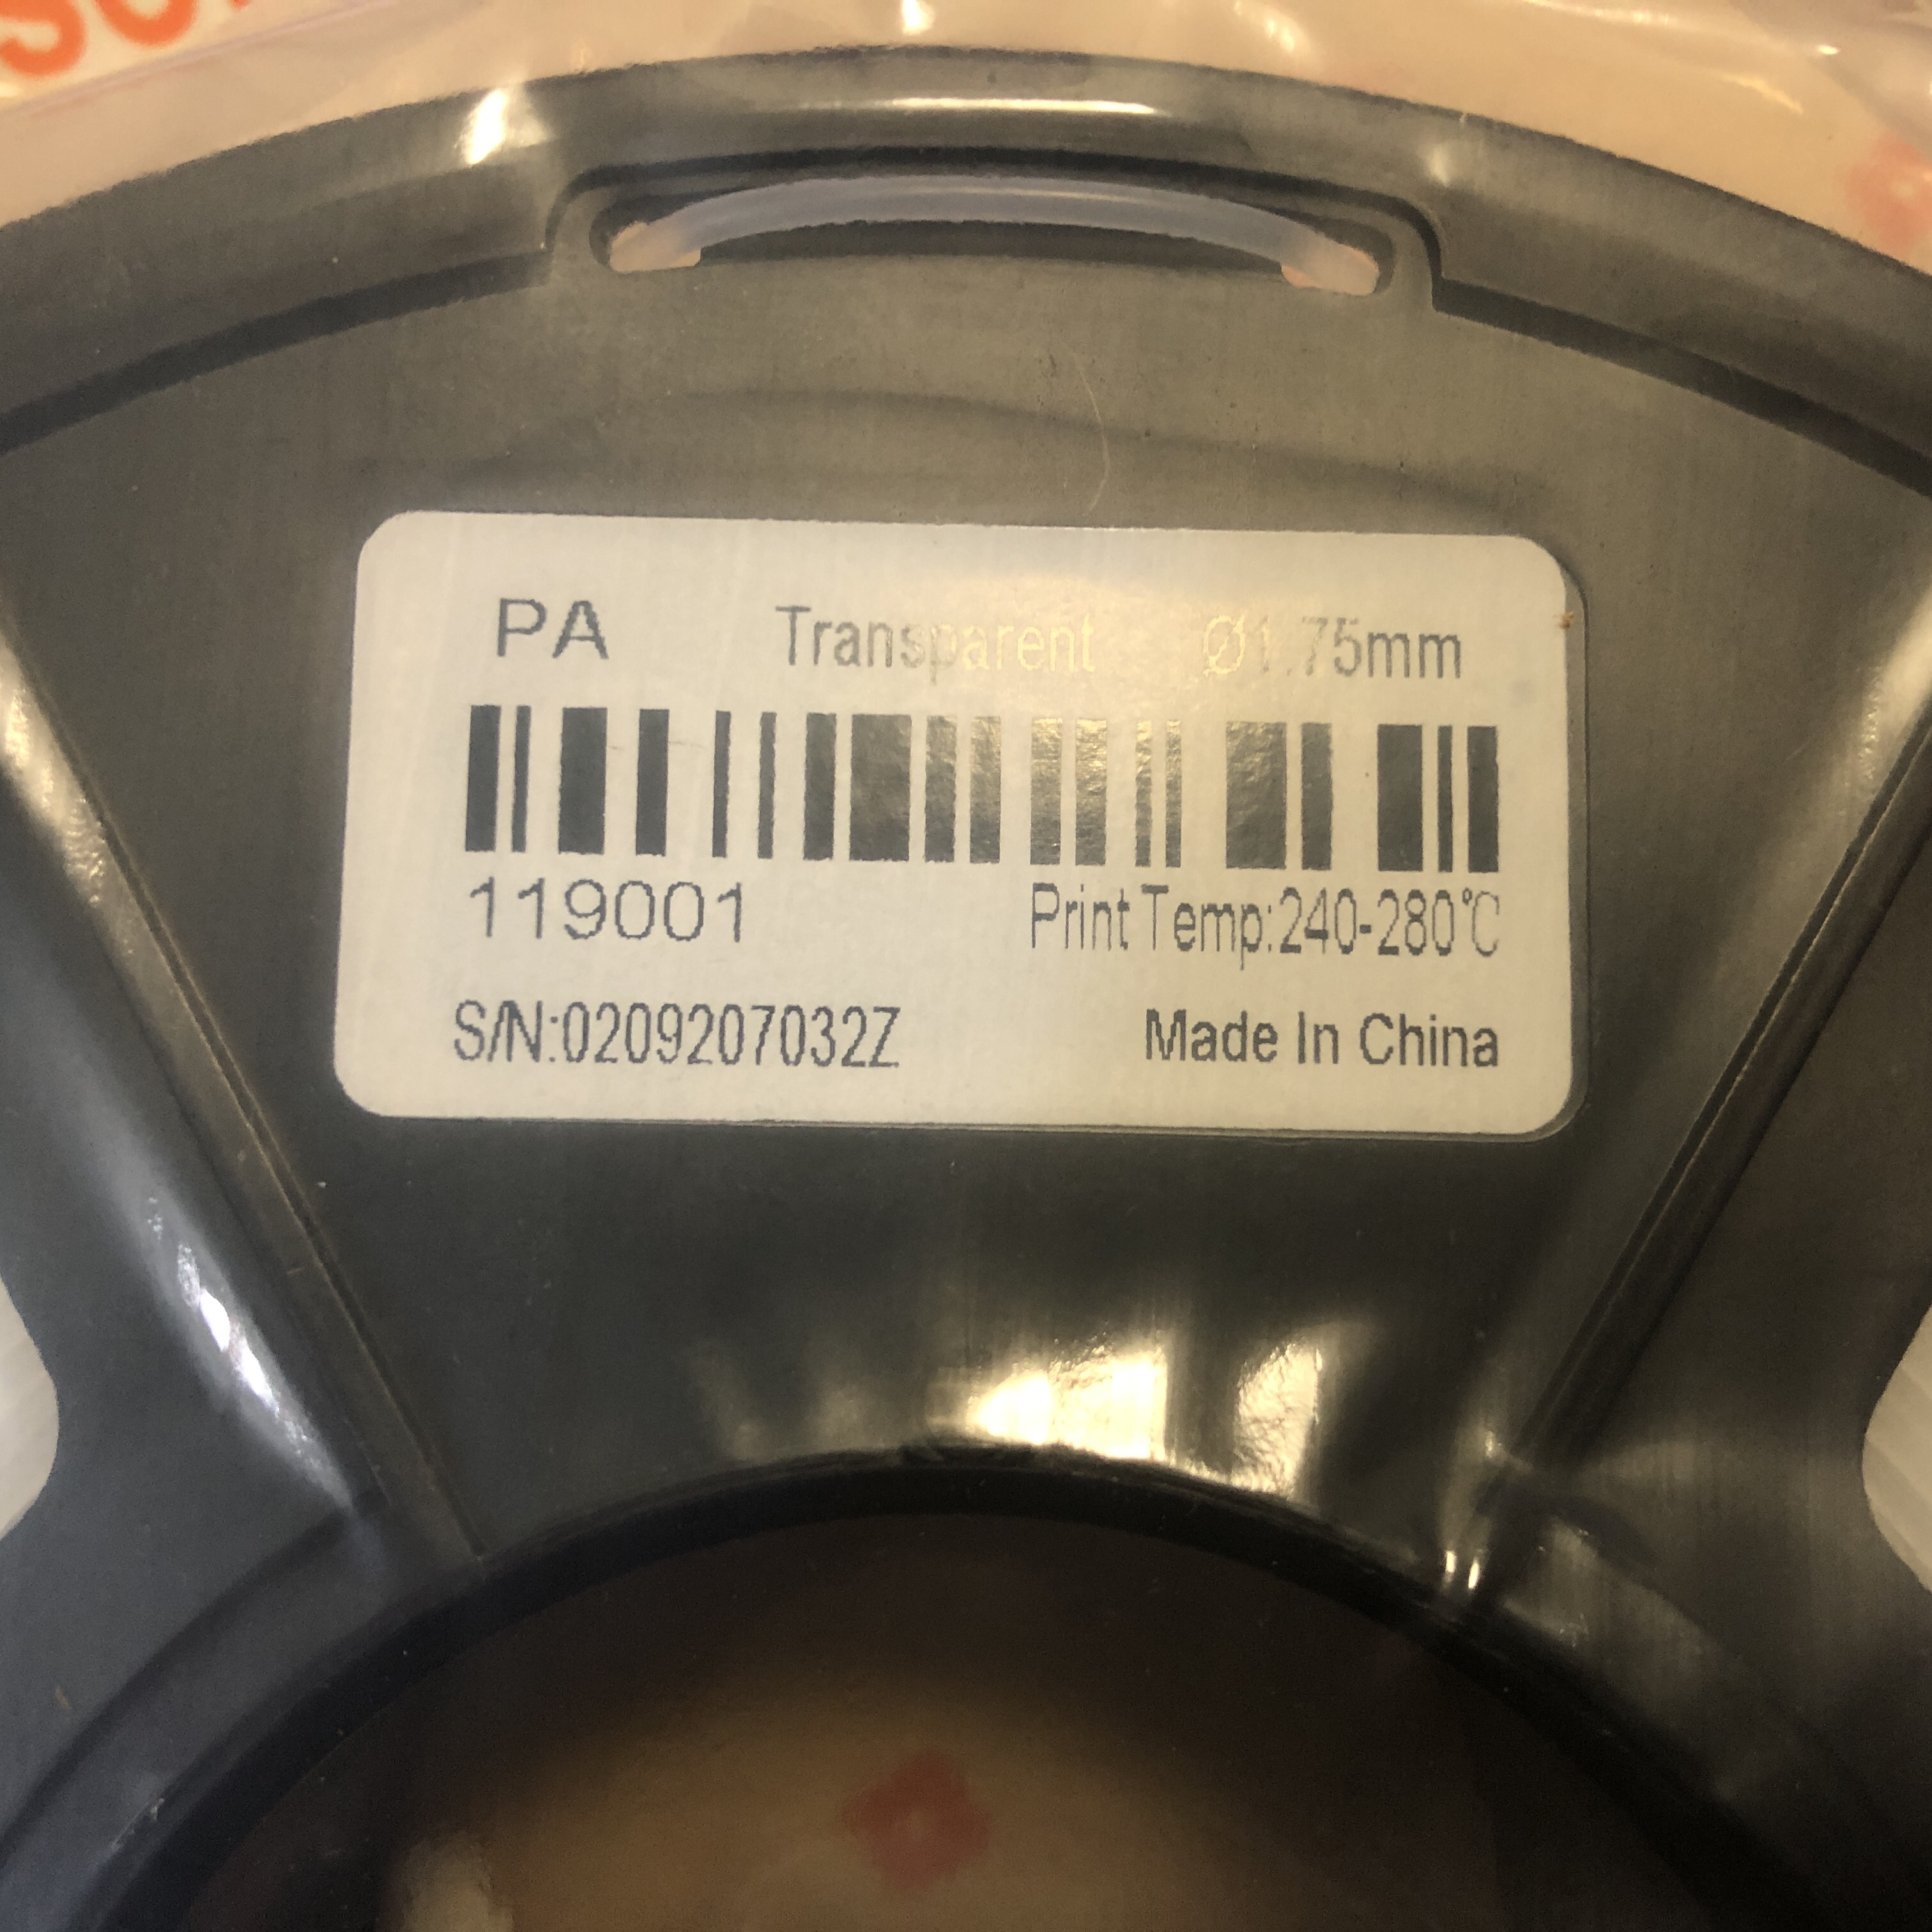 PA Transparent Ø1.75mm
119001 Print Temp:240-280℃
S/N:0209207032Z Made In China